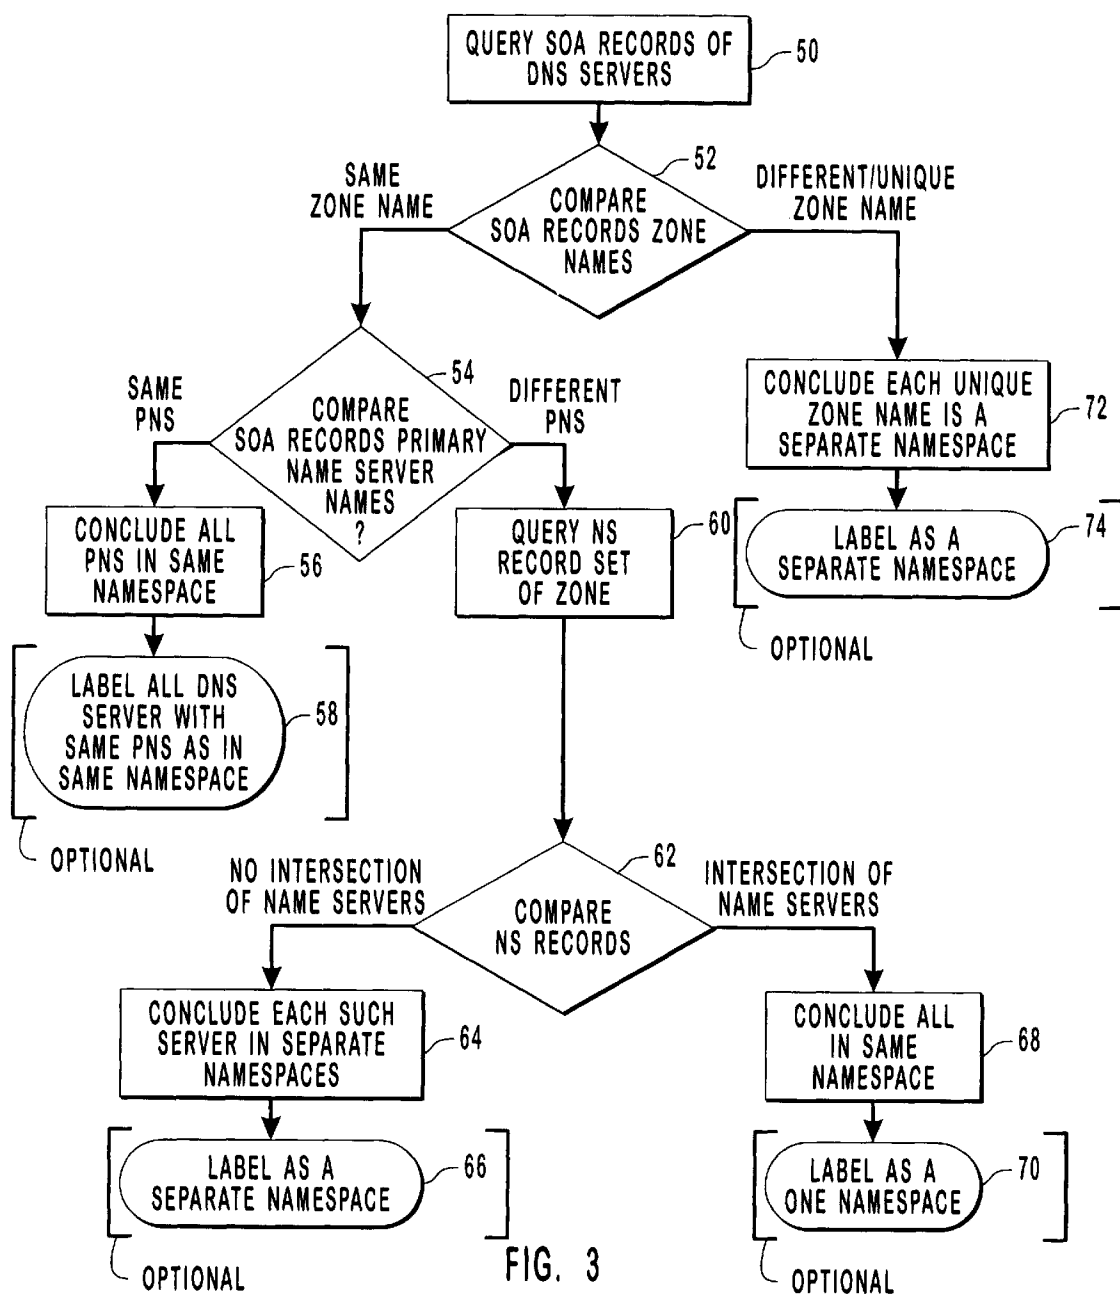 QUERY SOA RECORDS OF
DNS SERVERS
50
52
SAME
ZONE NAME
DIFFERENT/UNIQUE
ZONE NAME
COMPARE
SOA RECORDS ZONE
NAMES
54
SAME
PNS
DIFFERENT
PNS
COMPARE
SOA RECORDS PRIMARY
NAME SERVER
NAMES
?
CONCLUDE EACH UNIQUE
ZONE NAME IS A
SEPARATE NAMESPACE
72
CONCLUDE ALL
PNS IN SAME
NAMESPACE
56
QUERY NS
RECORD SET
OF ZONE
60
LABEL AS A
SEPARATE NAMESPACE
74
OPTIONAL
LABEL ALL DNS
SERVER WITH
SAME PNS AS IN
SAME NAMESPACE
58
OPTIONAL
62
NO INTERSECTION
OF NAME SERVERS
INTERSECTION OF
NAME SERVERS
COMPARE
NS RECORDS
CONCLUDE EACH SUCH
SERVER IN SEPARATE
NAMESPACES
64
CONCLUDE ALL
IN SAME
NAMESPACE
68
LABEL AS A
SEPARATE NAMESPACE
66
LABEL AS A
ONE NAMESPACE
70
OPTIONAL
OPTIONAL
FIG. 3